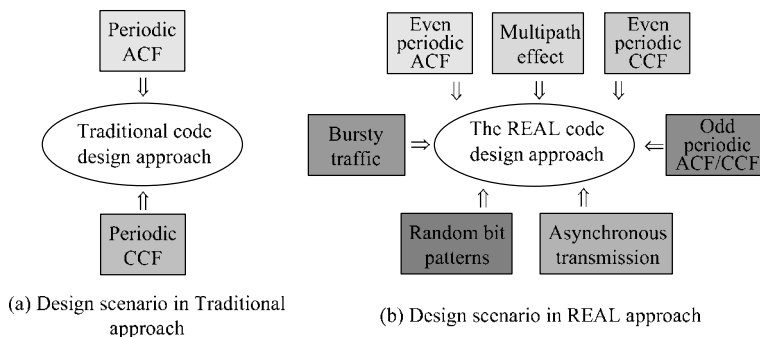 Periodic
ACF
Traditional code
design approach
Periodic
CCF
(a) Design scenario in Traditional
approach
Even
periodic
ACF
Multipath
effect
Even
periodic
CCF
Bursty
traffic
The REAL code
design approach
Odd
periodic
ACF/CCF
Random bit
patterns
Asynchronous
transmission
(b) Design scenario in REAL approach